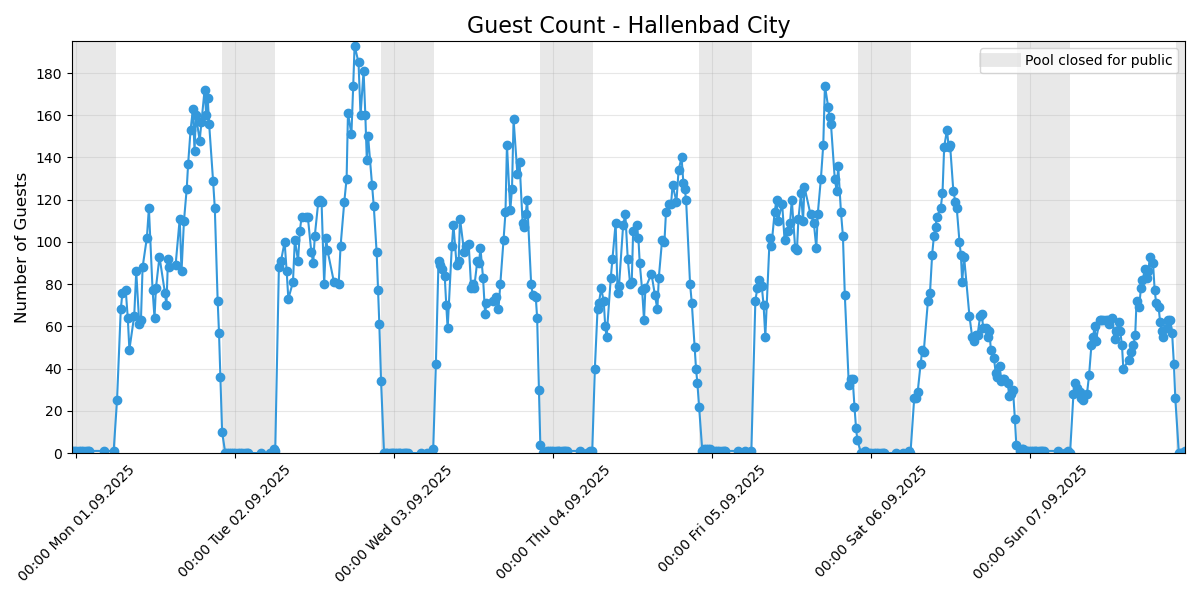 Guest Count - Hallenbad City
Pool closed for public
Number of Guests
180
160
140
120
100
80
60
40
20
0
00:00 Mon 01.09.2025
00:00 Tue 02.09.2025
00:00 Wed 03.09.2025
00:00 Thu 04.09.2025
00:00 Fri 05.09.2025
00:00 Sat 06.09.2025
00:00 Sun 07.09.2025